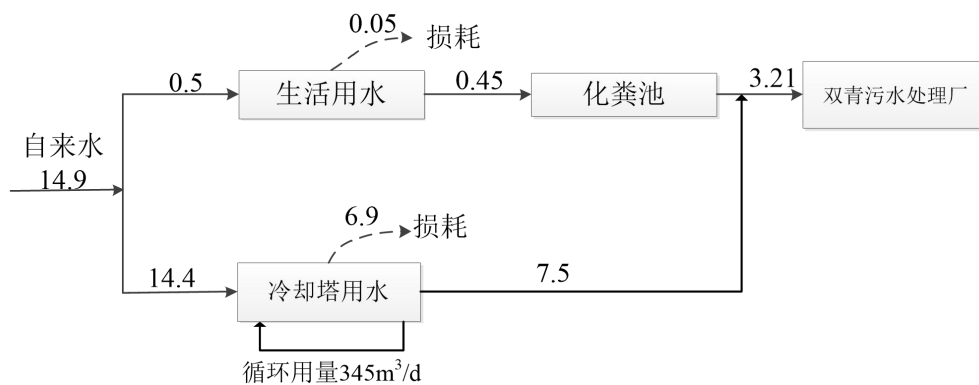 0.05
损耗
0.5
生活用水
0.45
化粪池
3.21
双青污水处理厂
自来水
14.9
6.9
损耗
14.4
冷却塔用水
7.5
循环用量345m³/d